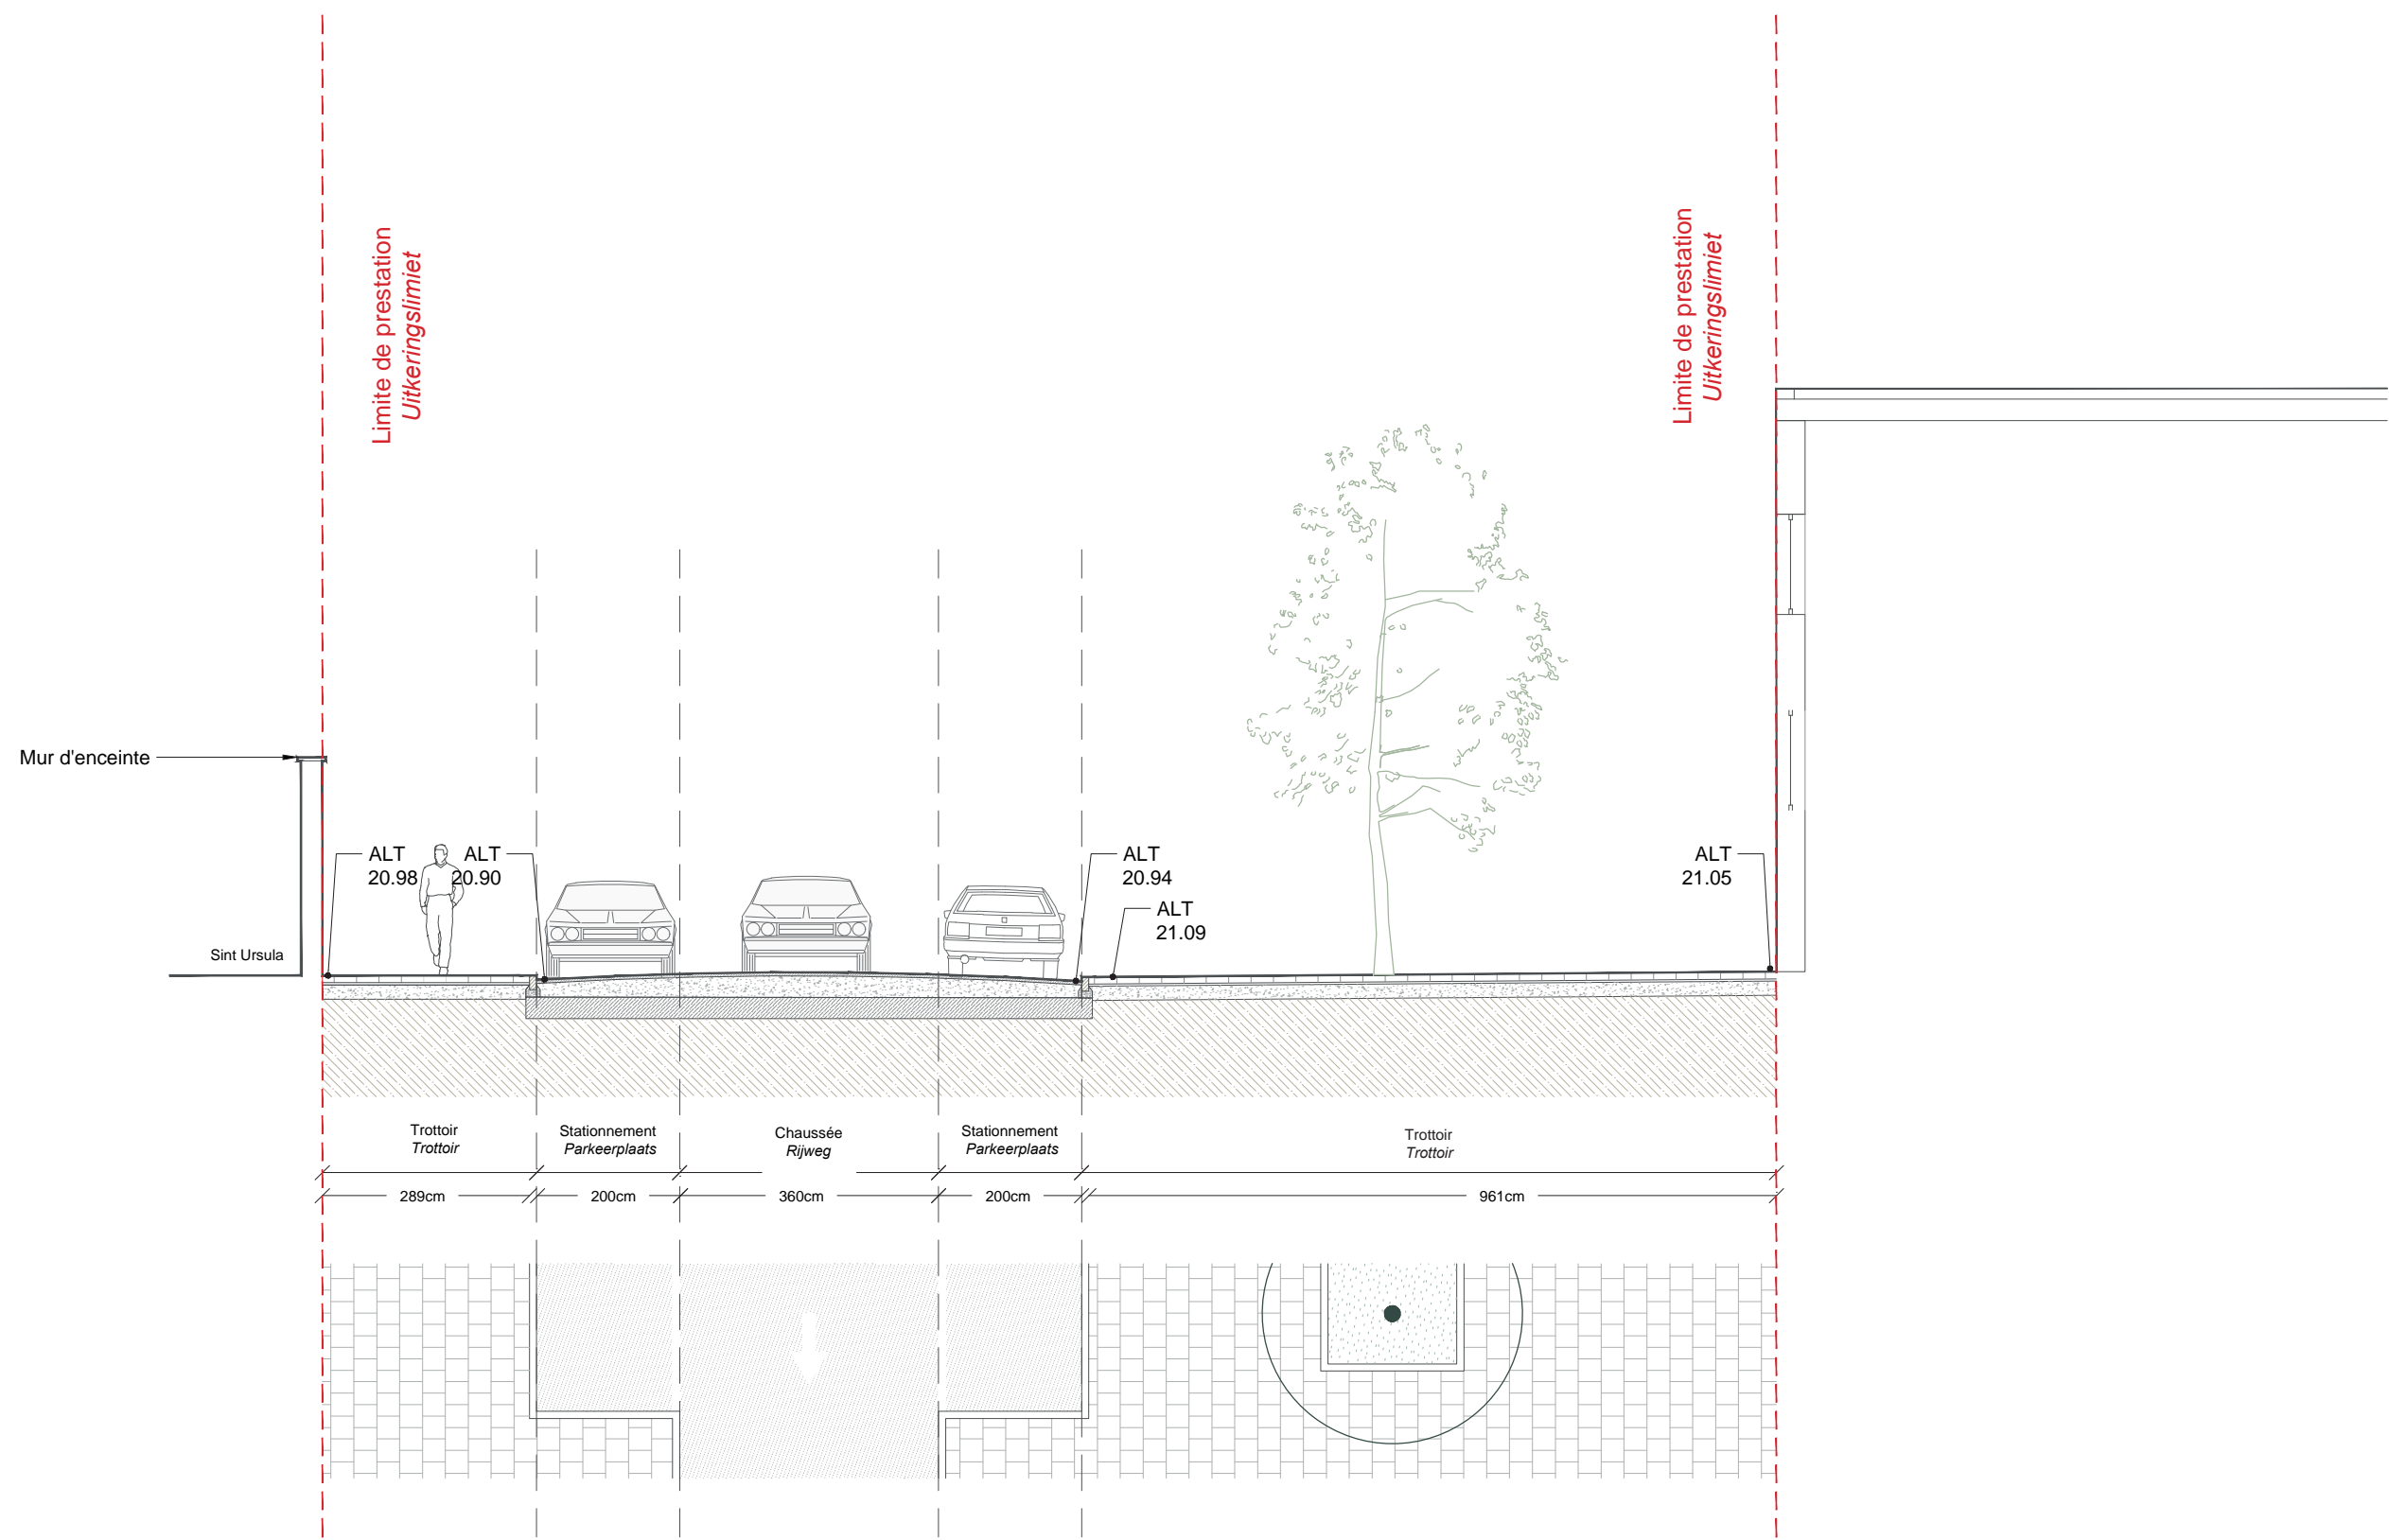 Limite de prestation
Uitkeringslimiet
Limite de prestation
Uitkeringslimiet
Mur d'enceinte
ALT
20.98
ALT
20.90
ALT
20.94
ALT
21.09
ALT
21.05
Sint Ursula
Trottoir
Trottoir
Stationnement
Parkeerplaats
Chaussée
Rijweg
Stationnement
Parkeerplaats
Trottoir
Trottoir
289cm
200cm
360cm
200cm
961cm